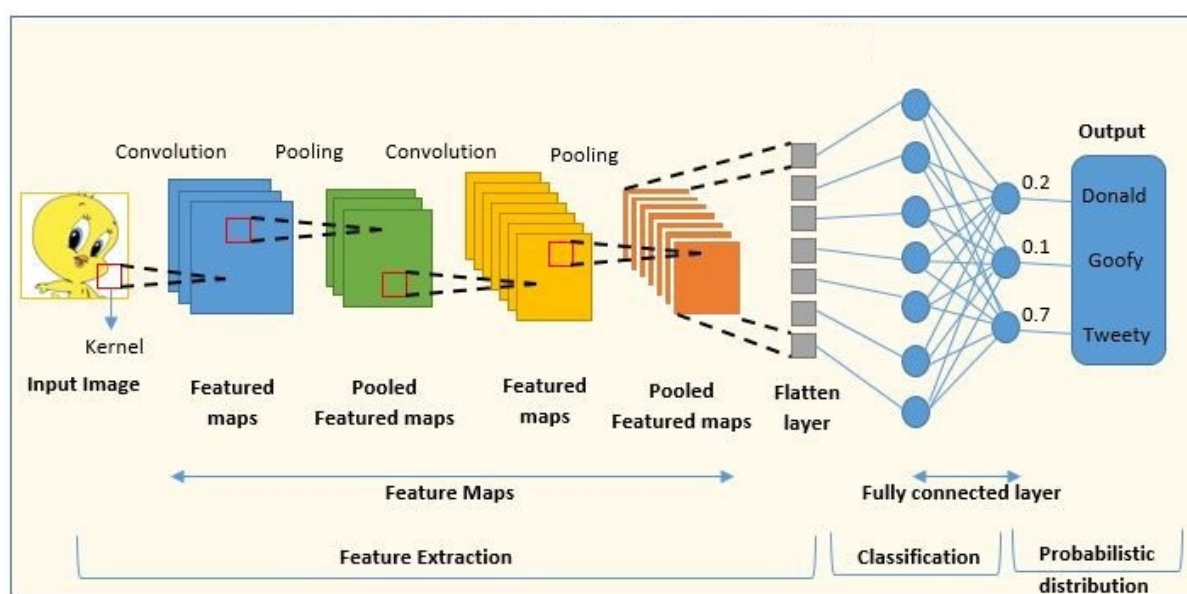 Output
Convolution
Pooling
Convolution
Pooling
0.2
Donald
0.1
Goofy
0.7
Tweety
Kernel
Input Image
Featured
maps
Pooled
Featured maps
Featured
maps
Pooled
Featured maps
Flatten
layer
Feature Maps
Fully connected layer
Feature Extraction
Classification
Probabilistic
distribution